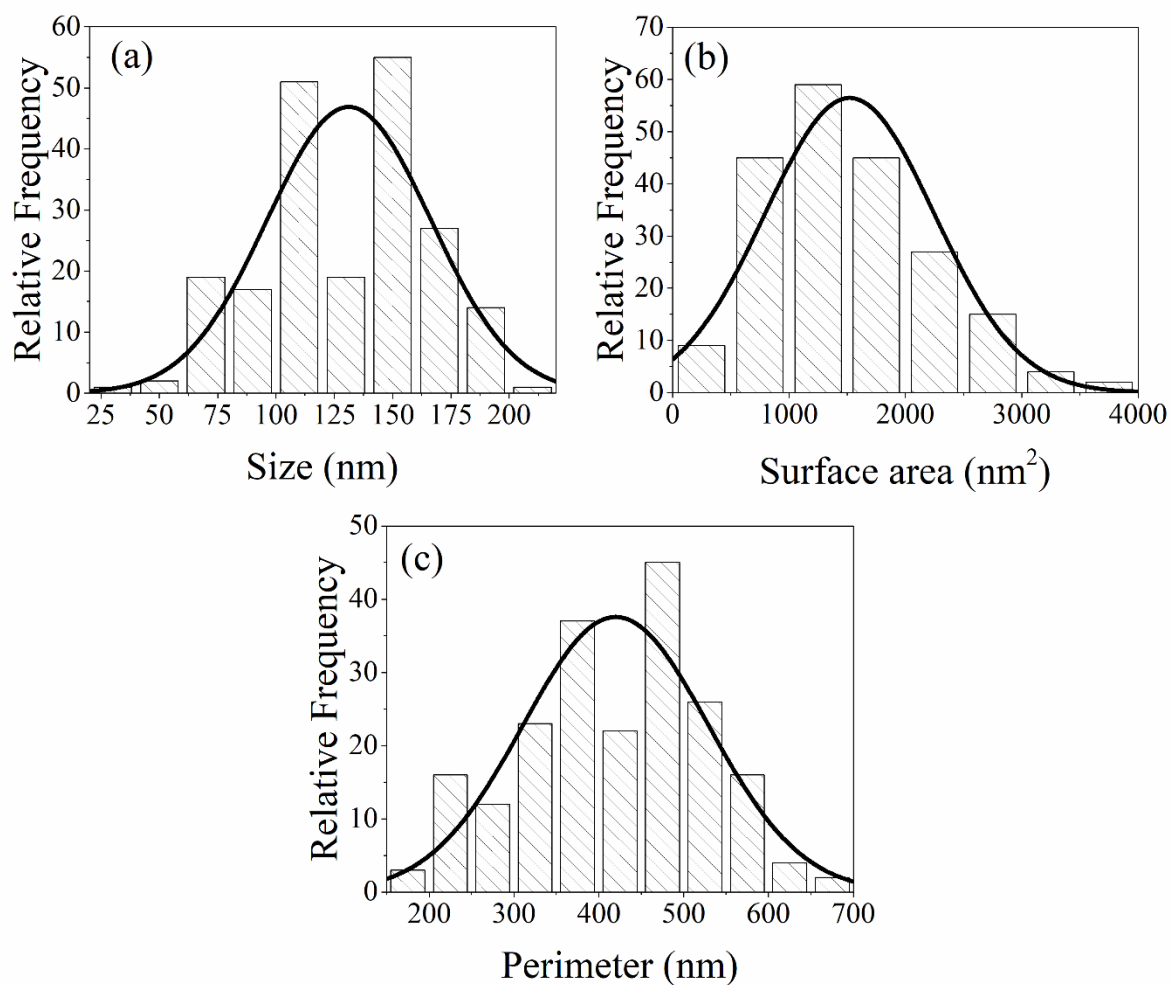 (a)
Relative Frequency
60
50
40
30
20
10
0
25 50 75 100 125 150 175 200
Size (nm)
(b)
Relative Frequency
70
60
50
40
30
20
10
0
0 1000 2000 3000 4000
Surface area (nm²)
(c)
Relative Frequency
50
40
30
20
10
0
200 300 400 500 600 700
Perimeter (nm)